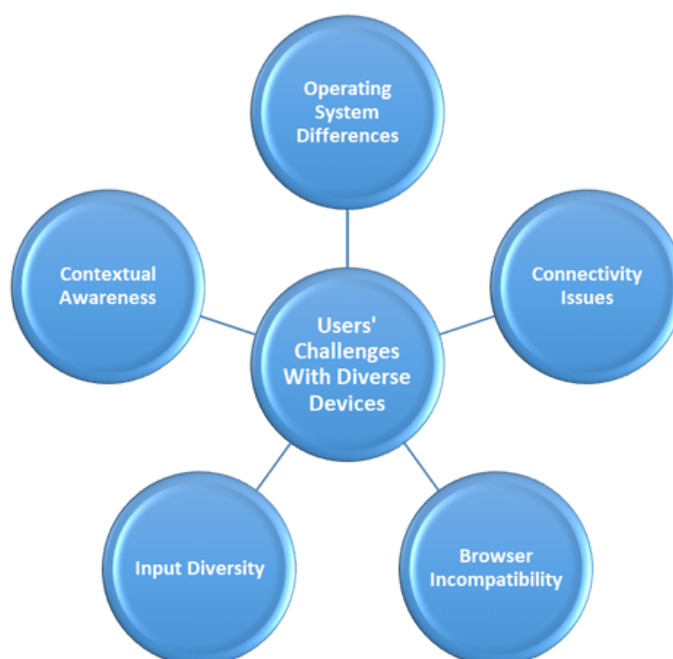 Operating
System
Differences
Contextual
Awareness
Connectivity
Issues
Users'
Challenges
With Diverse
Devices
Input Diversity
Browser
Incompatibility